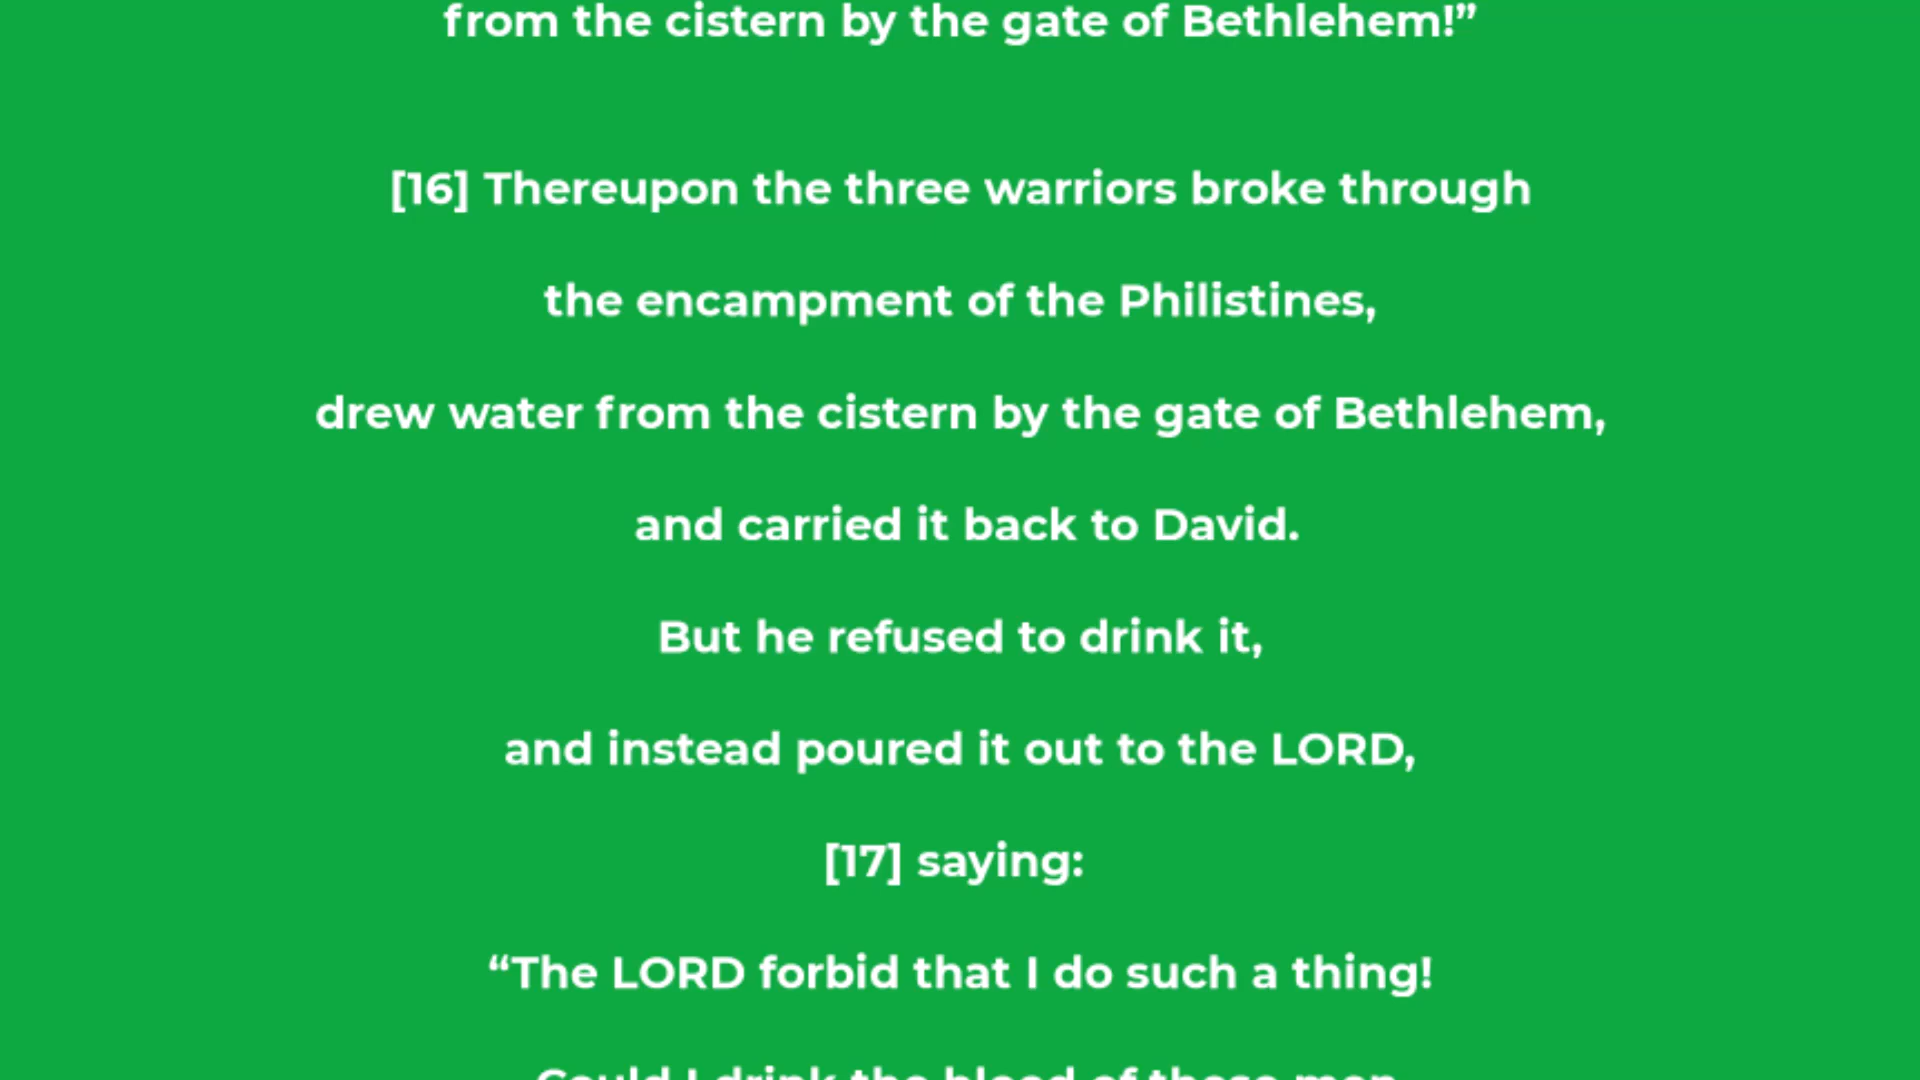 from the cistern by the gate of Bethlehem!”
[16] Thereupon the three warriors broke through
the encampment of the Philistines,
drew water from the cistern by the gate of Bethlehem,
and carried it back to David.
But he refused to drink it,
and instead poured it out to the LORD,
[17] saying:
“The LORD forbid that I do such a thing!
Could I drink the blood of these men